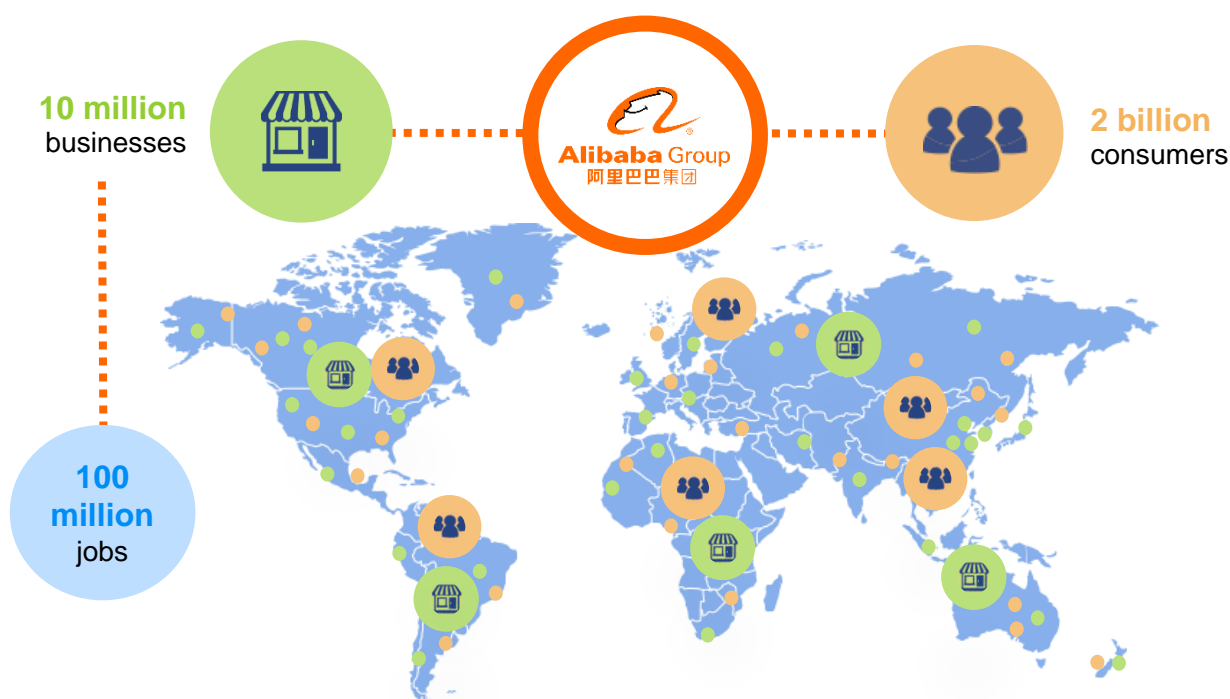 10 million
businesses
Alibaba Group
阿里巴巴集团
2 billion
consumers
100
million
jobs